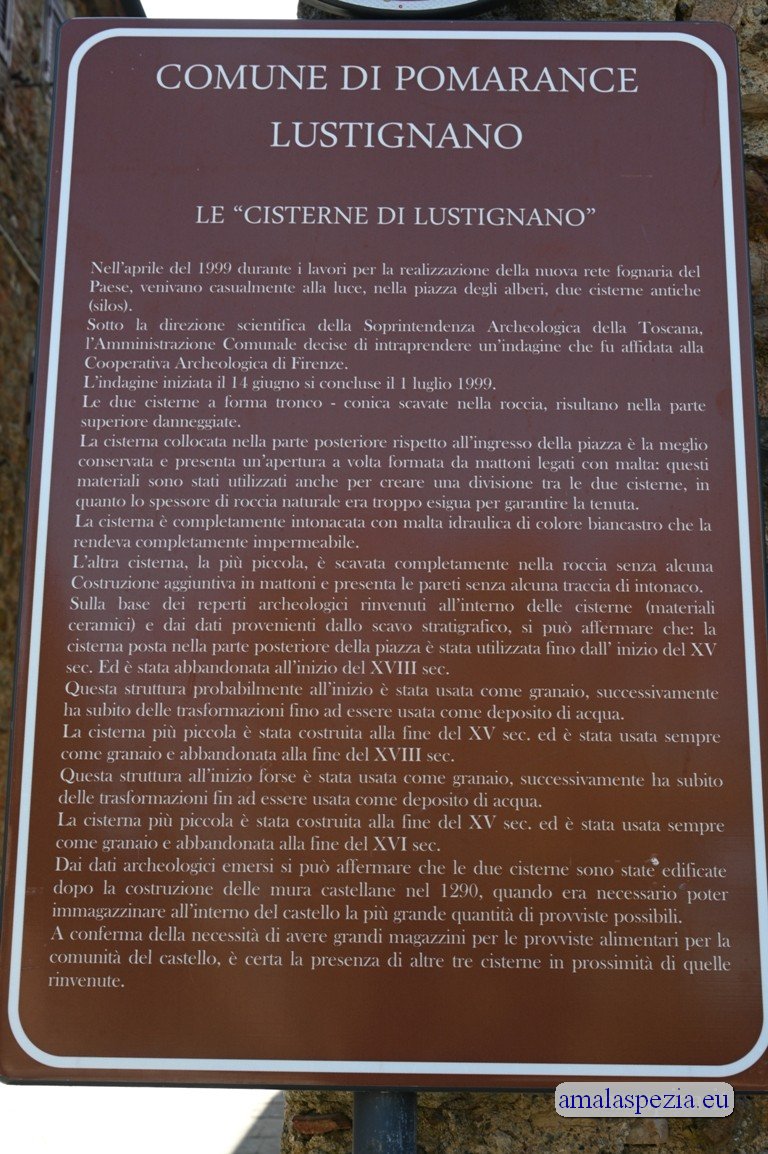 COMUNE DI POMARANCE
LUSTIGNANO
LE “CISTERNE DI LUSTIGNANO”
Nell’aprile del 1999 durante i lavori per la realizzazione della nuova rete fognaria del
Paese, venivano casualmente alla luce, nella piazza degli alberi, due cisterne antiche
(silos).
Sotto la direzione scientifica della Soprintendenza Archeologica della Toscana,
l’Amministrazione Comunale decise di intraprendere un’indagine che fu affidata alla
Cooperativa Archeologica di Firenze.
L’indagine iniziata il 14 giugno si concluse il 1 luglio 1999.
Le due cisterne a forma tronco - conica scavate nella roccia, risultano nella parte
superiore danneggiate.
La cisterna collocata nella parte posteriore rispetto all’ingresso della piazza è la meglio
conservata e presenta un’apertura a volta formata da mattoni legati con malta: questi
materiali sono stati utilizzati anche per creare una divisione tra le due cisterne, in
quanto lo spessore di roccia naturale era troppo esigua per garantire la tenuta.
La cisterna è completamente intonacata con malta idraulica di colore biancastro che la
rendeva completamente impermeabile.
L’altra cisterna, la più piccola, è scavata completamente nella roccia senza alcuna
Costruzione aggiuntiva in mattoni e presenta le pareti senza alcuna traccia di intonaco.
Sulla base dei reperti archeologici rinvenuti all’interno delle cisterne (materiali
ceramici) e dai dati provenienti dallo scavo stratigrafico, si può affermare che: la
cisterna posta nella parte posteriore della piazza è stata utilizzata fino dall’ inizio del XV
sec. Ed è stata abbandonata all’inizio del XVIII sec.
Questa struttura probabilmente all’inizio è stata usata come granaio, successivamente
ha subito delle trasformazioni fino ad essere usata come deposito di acqua.
La cisterna più piccola è stata costruita alla fine del XV sec. ed è stata usata sempre
come granaio e abbandonata alla fine del XVIII sec.
Questa struttura all’inizio forse è stata usata come granaio, successivamente ha subito
delle trasformazioni fin ad essere usata come deposito di acqua.
La cisterna più piccola è stata costruita alla fine del XV sec. ed è stata usata sempre
come granaio e abbandonata alla fine del XVI sec.
Dai dati archeologici emersi si può affermare che le due cisterne sono state edificate
dopo la costruzione delle mura castellane nel 1290, quando era necessario poter
immagazzinare all’interno del castello la più grande quantità di provviste possibili.
A conferma della necessità di avere grandi magazzini per le provviste alimentari per la
comunità del castello, è certa la presenza di altre tre cisterne in prossimità di quelle
rinvenute.
amalaspezia.eu